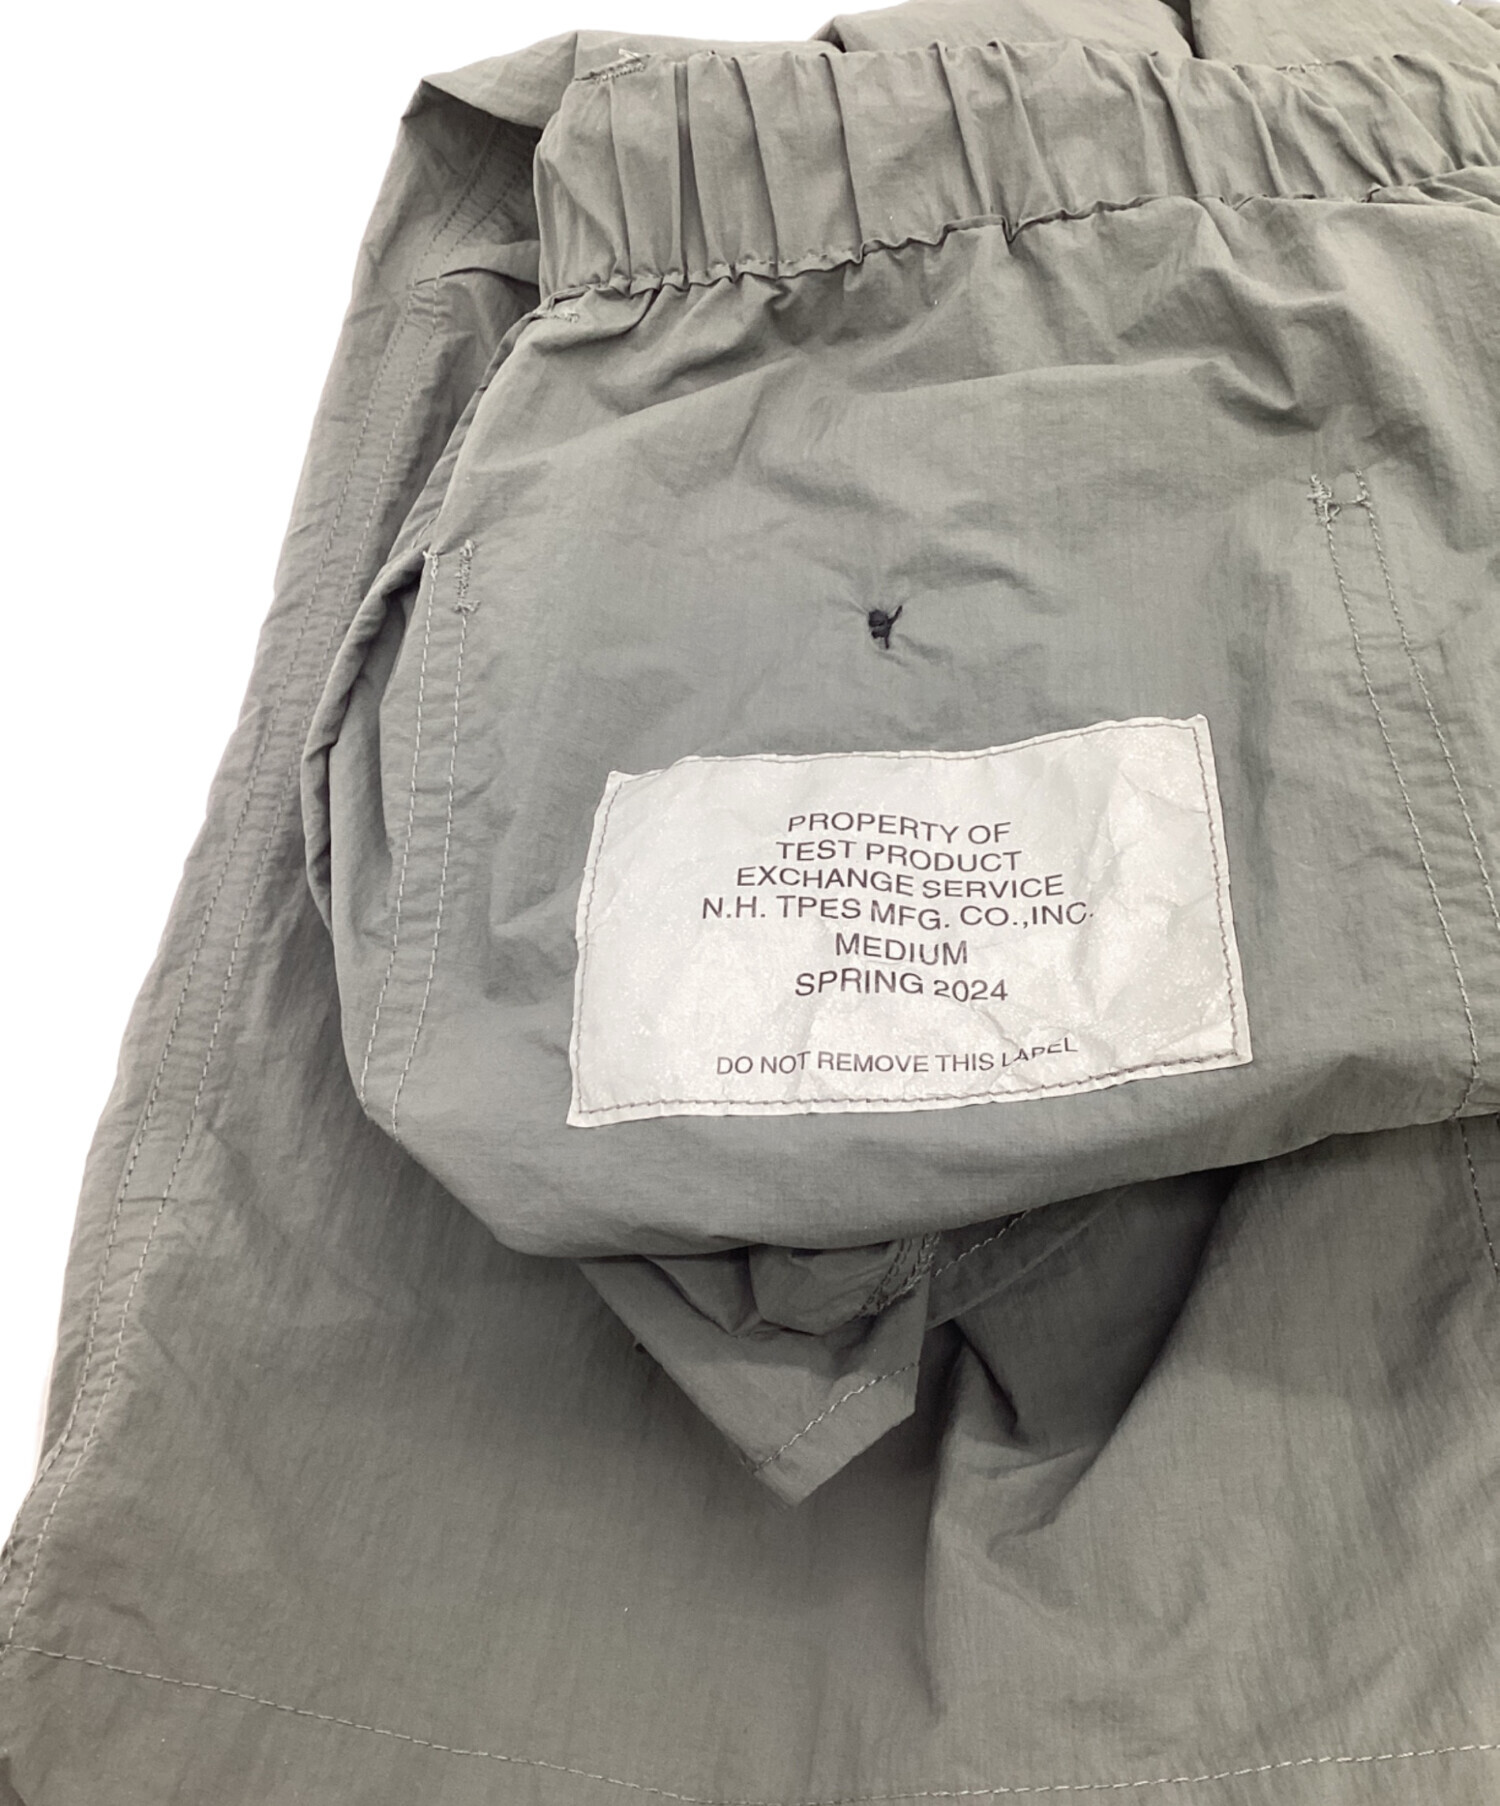 PROPERTY OF
TEST PRODUCT
EXCHANGE SERVICE
N.H. TPES MFG. CO.,INC.
MEDIUM
SPRING 2024
DO NOT REMOVE THIS LABEL